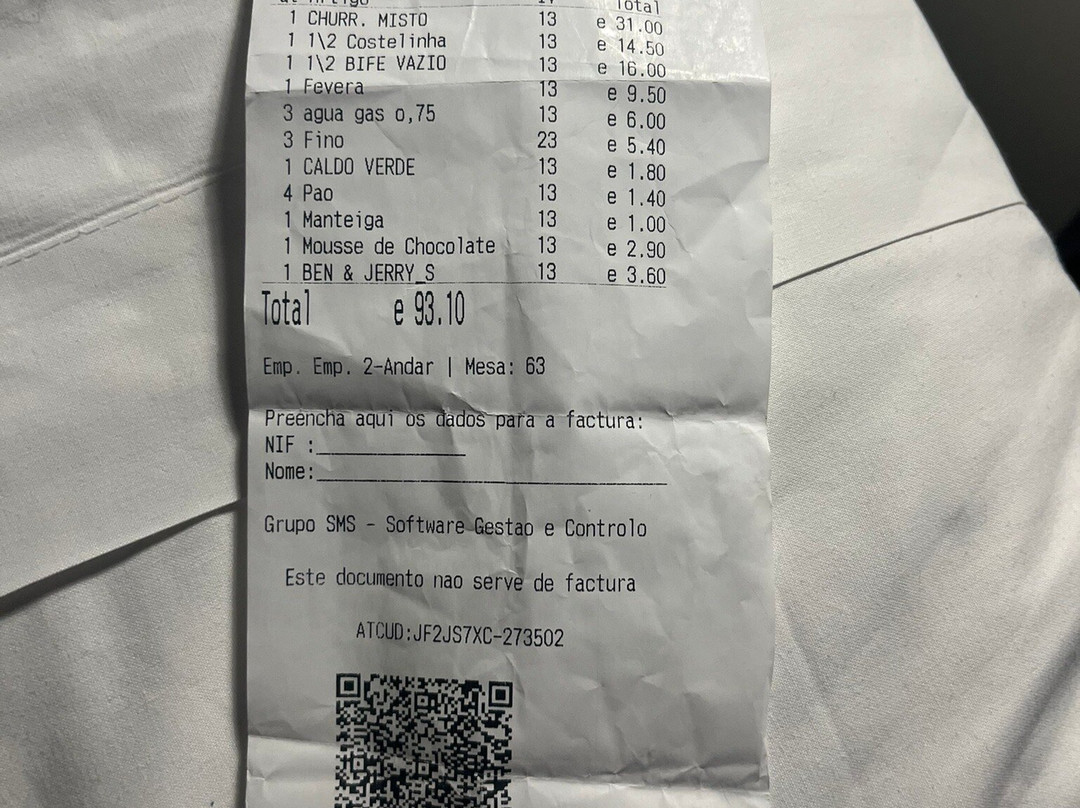 Total
1 CHURR. MISTO 13 e 31.00
1 1\2 Costelinha 13 e 14.50
1 1\2 BIFE VAZIO 13 e 16.00
1 Fevera 13 e 9.50
3 agua gas o,75 13 e 6.00
3 Fino 23 e 5.40
1 CALDO VERDE 13 e 1.80
4 Pao 13 e 1.40
1 Manteiga 13 e 1.00
1 Mousse de Chocolate 13 e 2.90
1 BEN & JERRY_S 13 e 3.60
Total e 93.10
Emp. Emp. 2-Andar | Mesa: 63
Preencha aqui os dados para a factura:
NIF :
Nome:
Grupo SMS - Software Gestao e Controlo
Este documento nao serve de factura
ATCUD:JF2JS7XC-273502